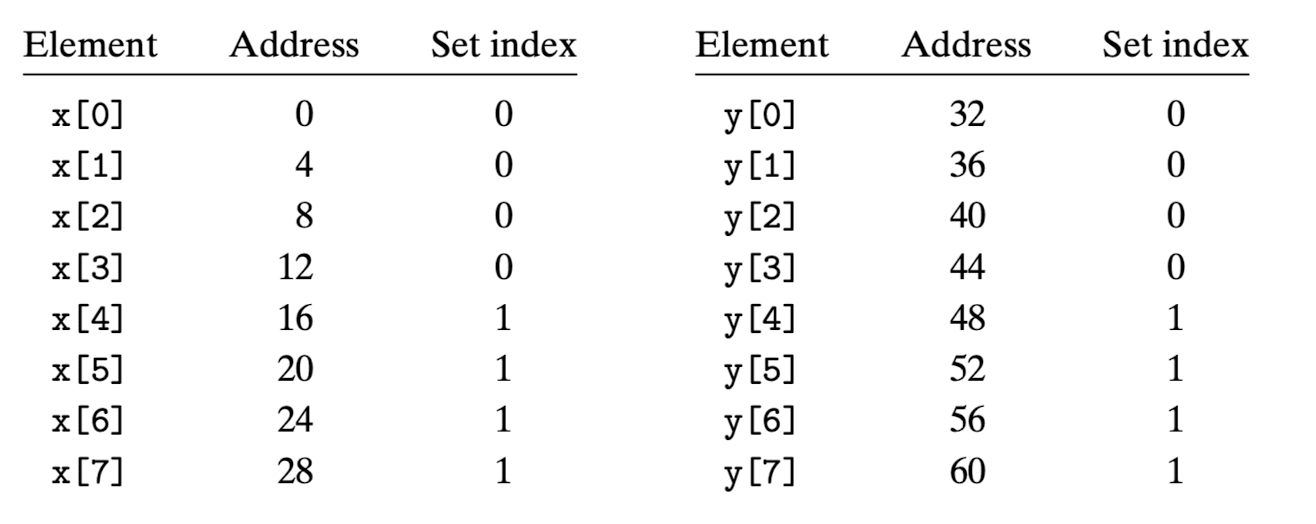 Element Address Set index Element Address Set index
x[0] 0 0 y[0] 32 0
x[1] 4 0 y[1] 36 0
x[2] 8 0 y[2] 40 0
x[3] 12 0 y[3] 44 0
x[4] 16 1 y[4] 48 1
x[5] 20 1 y[5] 52 1
x[6] 24 1 y[6] 56 1
x[7] 28 1 y[7] 60 1